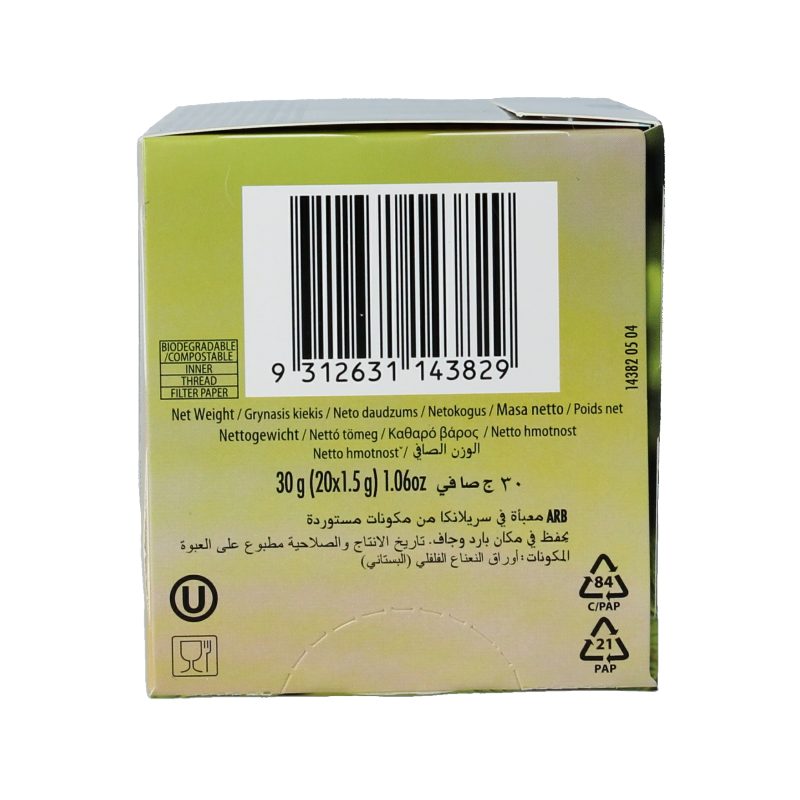 9 312631 143829
BIODEGRADABLE
/COMPOSTABLE
INNER
THREAD
FILTER PAPER
14382 05 04
Net Weight / Grynasis kiekis / Neto daudzums / Netokogus / Masa netto / Poids net
Nettogewicht / Nettó tömeg / Καθαρό βάρος / Netto hmotnost
Netto hmotnost / الوزن الصافي
30 g (20x1.5 g) 1.06oz ٣٠ ج صافي
ARB معبأة في سريلانكا من مكونات مستوردة
يحفظ في مكان بارد وجاف. تاريخ الانتاج والصلاحية مطبوع على العبوة
المكونات: أوراق النعناع الفلفلي (البستاني)
U
84
C/PAP
21
PAP